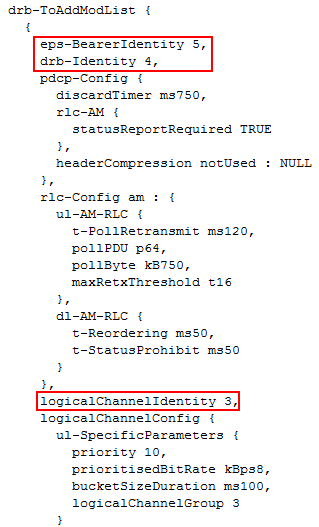 drb-ToAddModList {
{
eps-BearerIdentity 5,
drb-Identity 4,
pdcp-Config {
discardTimer ms750,
rlc-AM {
statusReportRequired TRUE
},
headerCompression notUsed : NULL
},
rlc-Config am : {
ul-AM-RLC {
t-PollRetransmit ms120,
pollPDU p64,
pollByte kB750,
maxRetxThreshold t16
},
dl-AM-RLC {
t-Reordering ms50,
t-StatusProhibit ms50
}
},
logicalChannelIdentity 3,
logicalChannelConfig {
ul-SpecificParameters {
priority 10,
prioritisedBitRate kBps8,
bucketSizeDuration ms100,
logicalChannelGroup 3
}